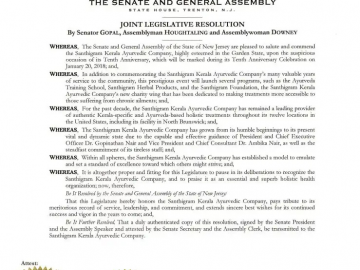 THE SENATE AND GENERAL ASSEMBLY
STATE HOUSE, TRENTON, N.J.
JOINT LEGISLATIVE RESOLUTION
By Senator GOPAL, Assemblyman HOUGHTALING and Assemblywoman DOWNEY
WHEREAS, The Senate and General Assembly of the State of New Jersey are pleased to salute and commend
the Santhigram Kerala Ayurvedic Company, highly esteemed in the Garden State, upon the auspicious
occasion of its Tenth Anniversary, which will be marked during its Tenth Anniversary Celebration on
January 20, 2018; and,
WHEREAS, In addition to commemorating the Santhigram Kerala Ayurvedic Company's many valuable years
of service to the community, this prestigious event will launch several programs, such as the Ayurveda
Training School, Santhigram Herbal Products, and the Santhigram Foundation, the Santhigram Kerala
Ayurvedic Company's new charity wing that has been dedicated to making treatments more accessible to
those suffering from chronic ailments; and,
WHEREAS, For the past decade, the Santhigram Kerala Ayurvedic Company has remained a leading provider
of authentic Kerala-specific and Ayurveda-based holistic treatments throughout its twelve locations in
the United States, including its facility in North Brunswick; and,
WHEREAS, The Santhigram Kerala Ayurvedic Company has grown from its humble beginning to its present
vital and dynamic state due to the capable and effective guidance of President and Chief Executive
Officer Dr. Gopinathan Nair and Vice President and Chief Consultant Dr. Ambika Nair, as well as the
excellent commitment of its tireless staff; and,
WHEREAS, Within all spheres, the Santhigram Kerala Ayurvedic Company has established a model to emulate
and set a standard of excellence toward which others might strive; and,
WHEREAS, It is altogether proper and fitting for this Legislature to pause in its deliberations to recognize the
Santhigram Kerala Ayurvedic Company, and to praise it as an essential and superb holistic
organization; now, therefore,
Be It Resolved by the Senate and General Assembly of the State of New Jersey:
That this Legislature hereby honors the Santhigram Kerala Ayurvedic Company, pays tribute to its
meritorious record of service, leadership, and commitment, and extends sincere best wishes for its continued
success and vigor in the years to come; and,
Be It Further Resolved, That a duly authenticated copy of this resolution, signed by the Senate President
and the Assembly Speaker and attested by the Senate Secretary and the Assembly Clerk, be transmitted to the
Santhigram Kerala Ayurvedic Company.
Attest: